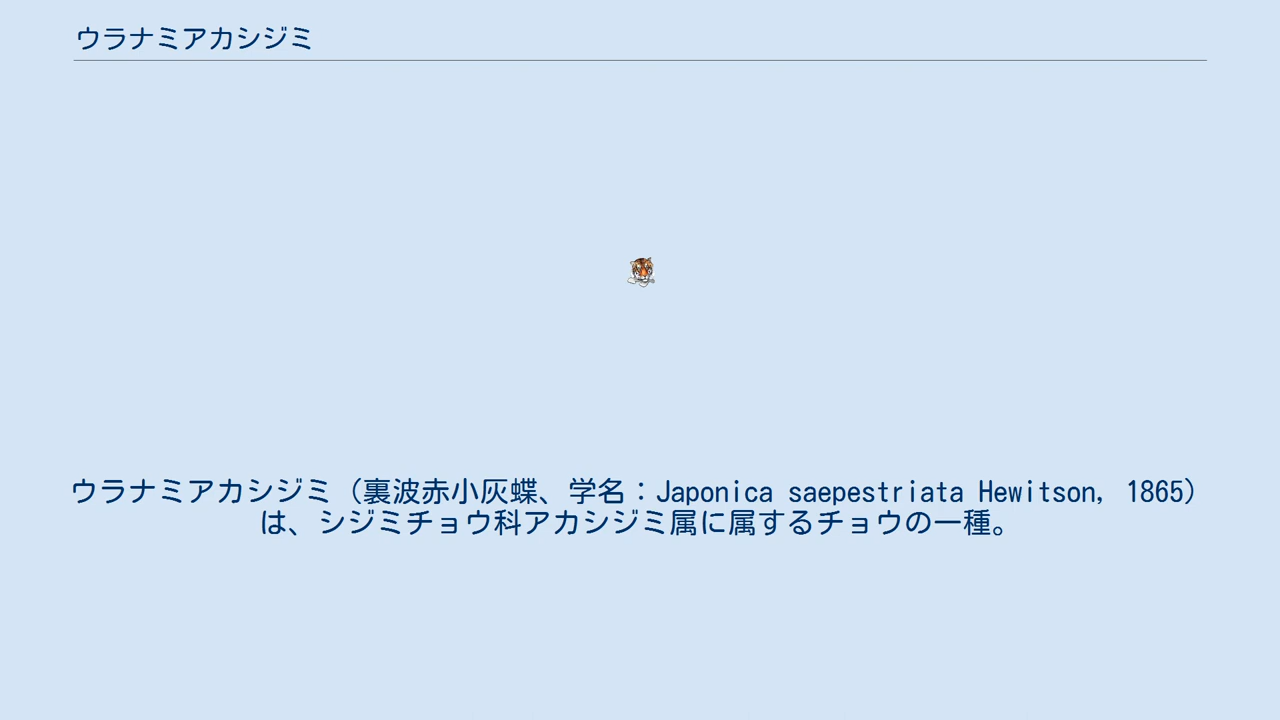 ウラナミアカシジミ
ウラナミアカシジミ（裏波赤小灰蝶、学名：Japonica saepestriata Hewitson, 1865）
は、シジミチョウ科アカシジミ属に属するチョウの一種。